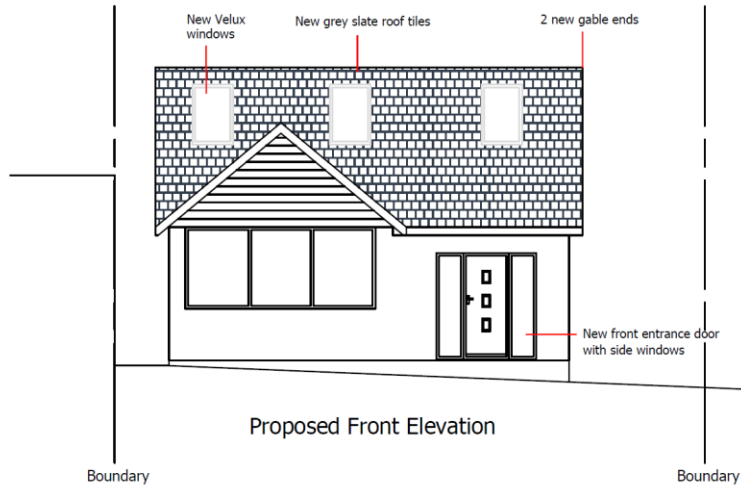 New Velux
windows
New grey slate roof tiles
2 new gable ends
New front entrance door
with side windows
Proposed Front Elevation
Boundary
Boundary